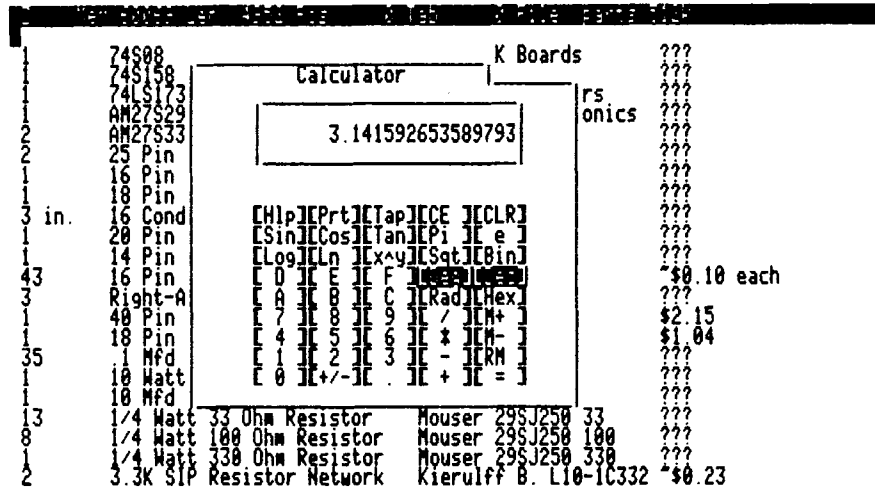 1 74S08 K Boards ???
1 74S158 Calculator ???
1 74LS173 rs ???
1 AM27S29 onics ???
2 AM27S33 3.141592653589793 ???
2 25 Pin ???
1 16 Pin ???
1 18 Pin ???
3 in. 16 Cond [Hlp][Prt][Tap][CE ][CLR] ???
1 20 Pin [Sin][Cos][Tan][Pi ][ e ] ???
1 14 Pin [Log][Ln ][x^y][Sqt][Bin] ???
43 16 Pin [ D ][ E ][ F ] ~$0.10 each
3 Right-A [ A ][ B ][ C ][Rad][Hex] ???
1 40 Pin [ 7 ][ 8 ][ 9 ][ / ][M+ ] $2.15
1 18 Pin [ 4 ][ 5 ][ 6 ][ * ][M- ] $1.04
35 .1 Mfd [ 1 ][ 2 ][ 3 ][ - ][RM ] ???
1 10 Watt [ 0 ][+/-][ . ][ + ][ = ] ???
1 10 Mfd ???
13 1/4 Watt 33 Ohm Resistor Mouser 29SJ250 33 ???
8 1/4 Watt 100 Ohm Resistor Mouser 29SJ250 100 ???
1 1/4 Watt 330 Ohm Resistor Mouser 29SJ250 330 ???
2 3.3K SIP Resistor Network Kierulff B. L10-1C332 ~$0.23